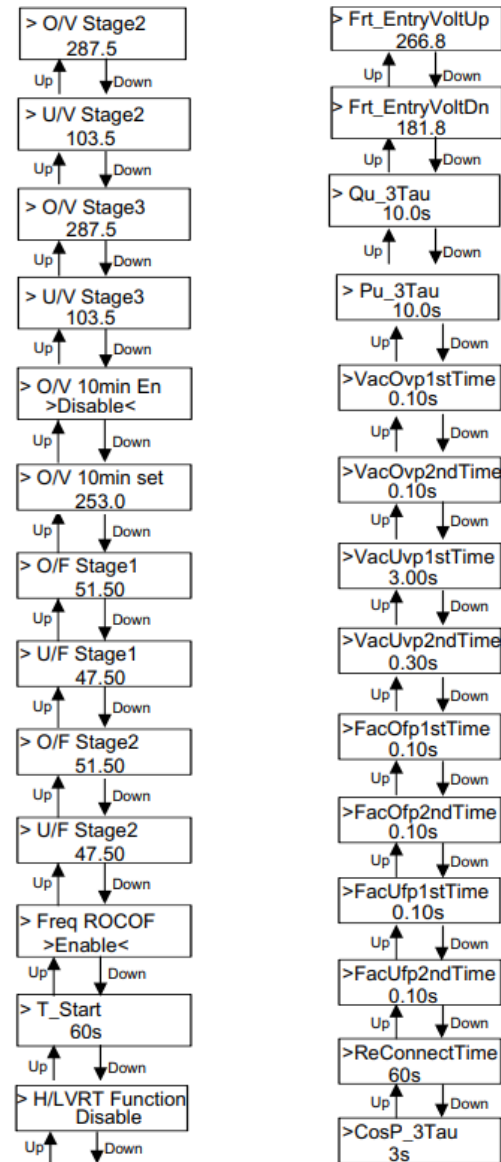 > O/V Stage2
287.5
Up Down
> U/V Stage2
103.5
Up Down
> O/V Stage3
287.5
Up Down
> U/V Stage3
103.5
Up Down
> O/V 10min En
>Disable<
Up Down
> O/V 10min set
253.0
Up Down
> O/F Stage1
51.50
Up Down
> U/F Stage1
47.50
Up Down
> O/F Stage2
51.50
Up Down
> U/F Stage2
47.50
Up Down
> Freq ROCOF
>Enable<
Up Down
> T_Start
60s
Up Down
> H/LVRT Function
Disable
Up Down
> Frt_EntryVoltUp
266.8
Up Down
> Frt_EntryVoltDn
181.8
Up Down
> Qu_3Tau
10.0s
Up Down
> Pu_3Tau
10.0s
Up Down
>VacOvp1stTime
0.10s
Up Down
>VacOvp2ndTime
0.10s
Up Down
>VacUvp1stTime
3.00s
Up Down
>VacUvp2ndTime
0.30s
Up Down
>FacOfp1stTime
0.10s
Up Down
>FacOfp2ndTime
0.10s
Up Down
>FacUfp1stTime
0.10s
Up Down
>FacUfp2ndTime
0.10s
Up Down
>ReConnectTime
60s
Up Down
>CosP_3Tau
3s